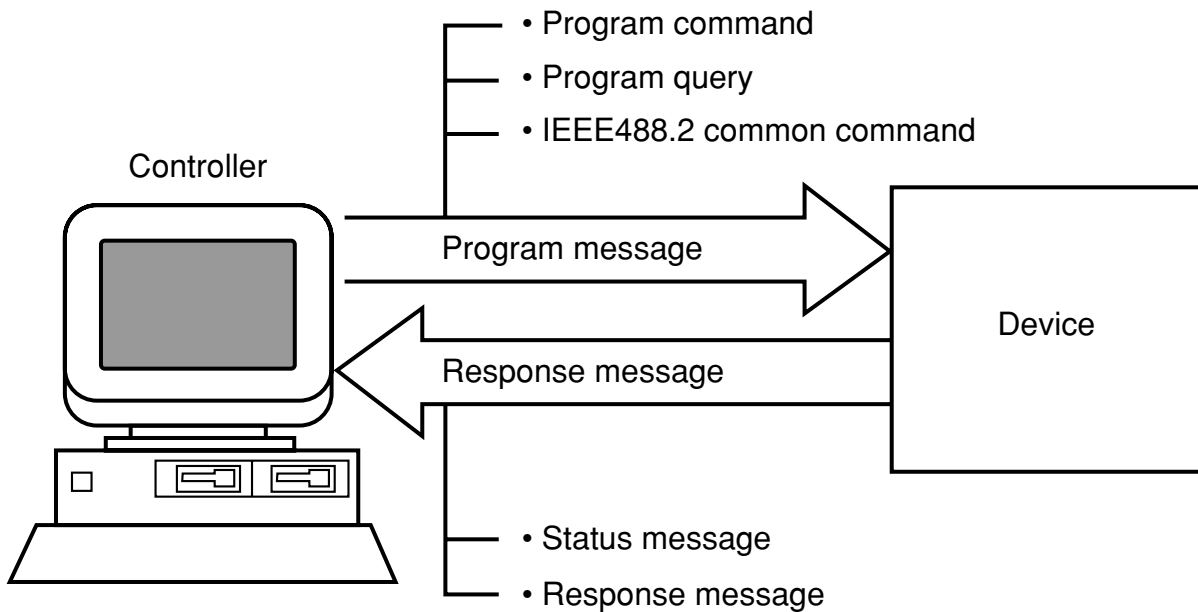 • Program command
• Program query
• IEEE488.2 common command
Controller
Program message
Device
Response message
• Status message
• Response message